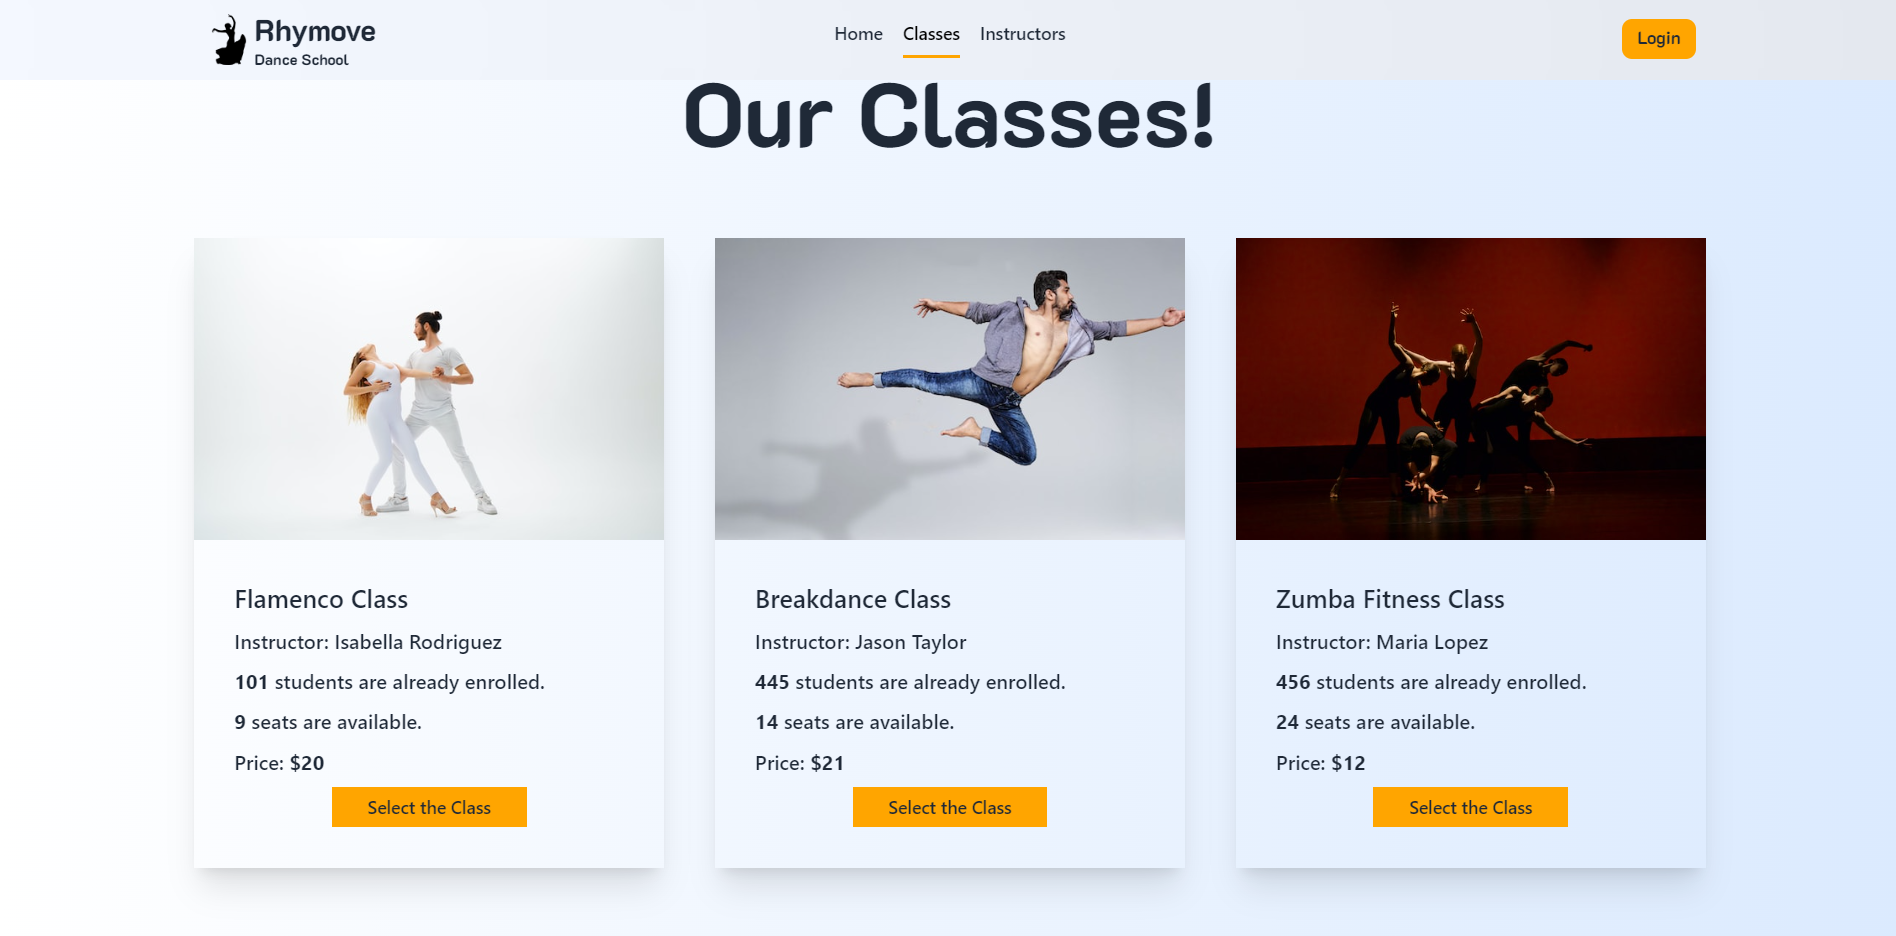 Rhymove
Dance School
Home Classes Instructors
Login
Our Classes!
Flamenco Class
Instructor: Isabella Rodriguez
101 students are already enrolled.
9 seats are available.
Price: $20
Select the Class
Breakdance Class
Instructor: Jason Taylor
445 students are already enrolled.
14 seats are available.
Price: $21
Select the Class
Zumba Fitness Class
Instructor: Maria Lopez
456 students are already enrolled.
24 seats are available.
Price: $12
Select the Class